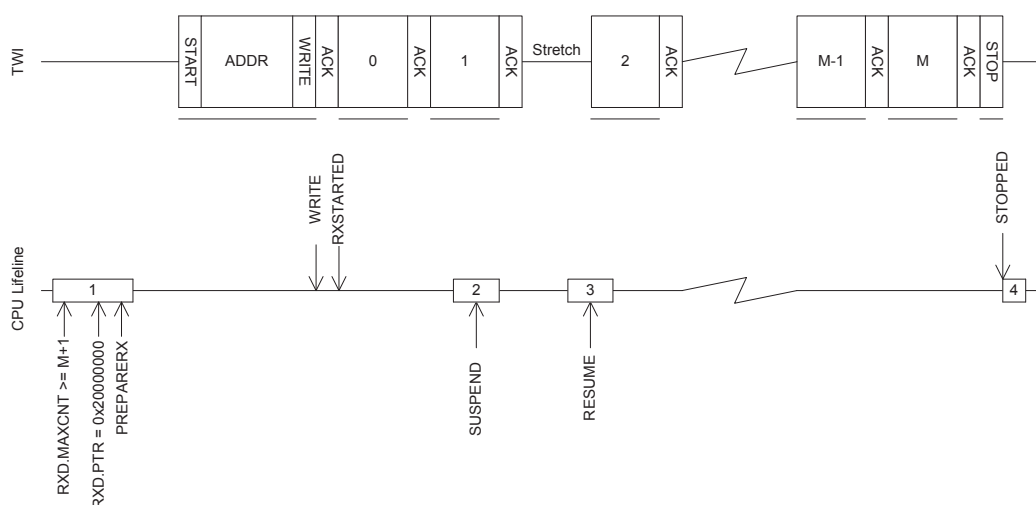 TWI
START
ADDR
WRITE
ACK
0
ACK
1
ACK
Stretch
2
ACK
M-1
ACK
M
ACK
STOP
WRITE
RXSTARTED
STOPPED
CPU Lifeline
1
2
3
4
RXD.MAXCNT >= M+1
RXD.PTR = 0x20000000
PREPARERX
SUSPEND
RESUME